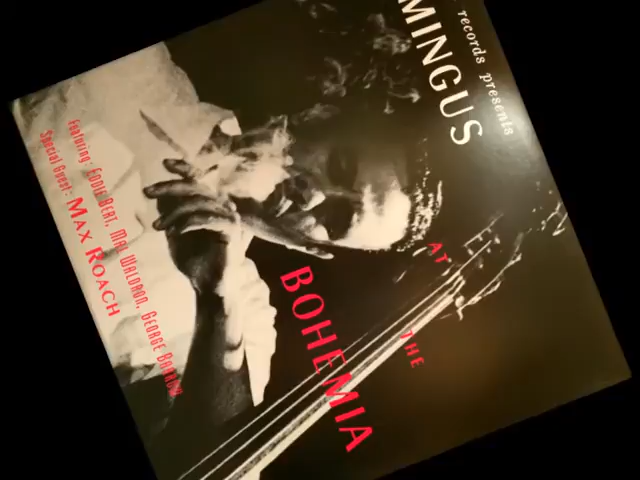 records presents
MINGUS
AT
THE
BOHEMIA
Featuring: EDDIE BERT, MAL WALDRON, GEORGE BARROW
Special Guest: MAX ROACH